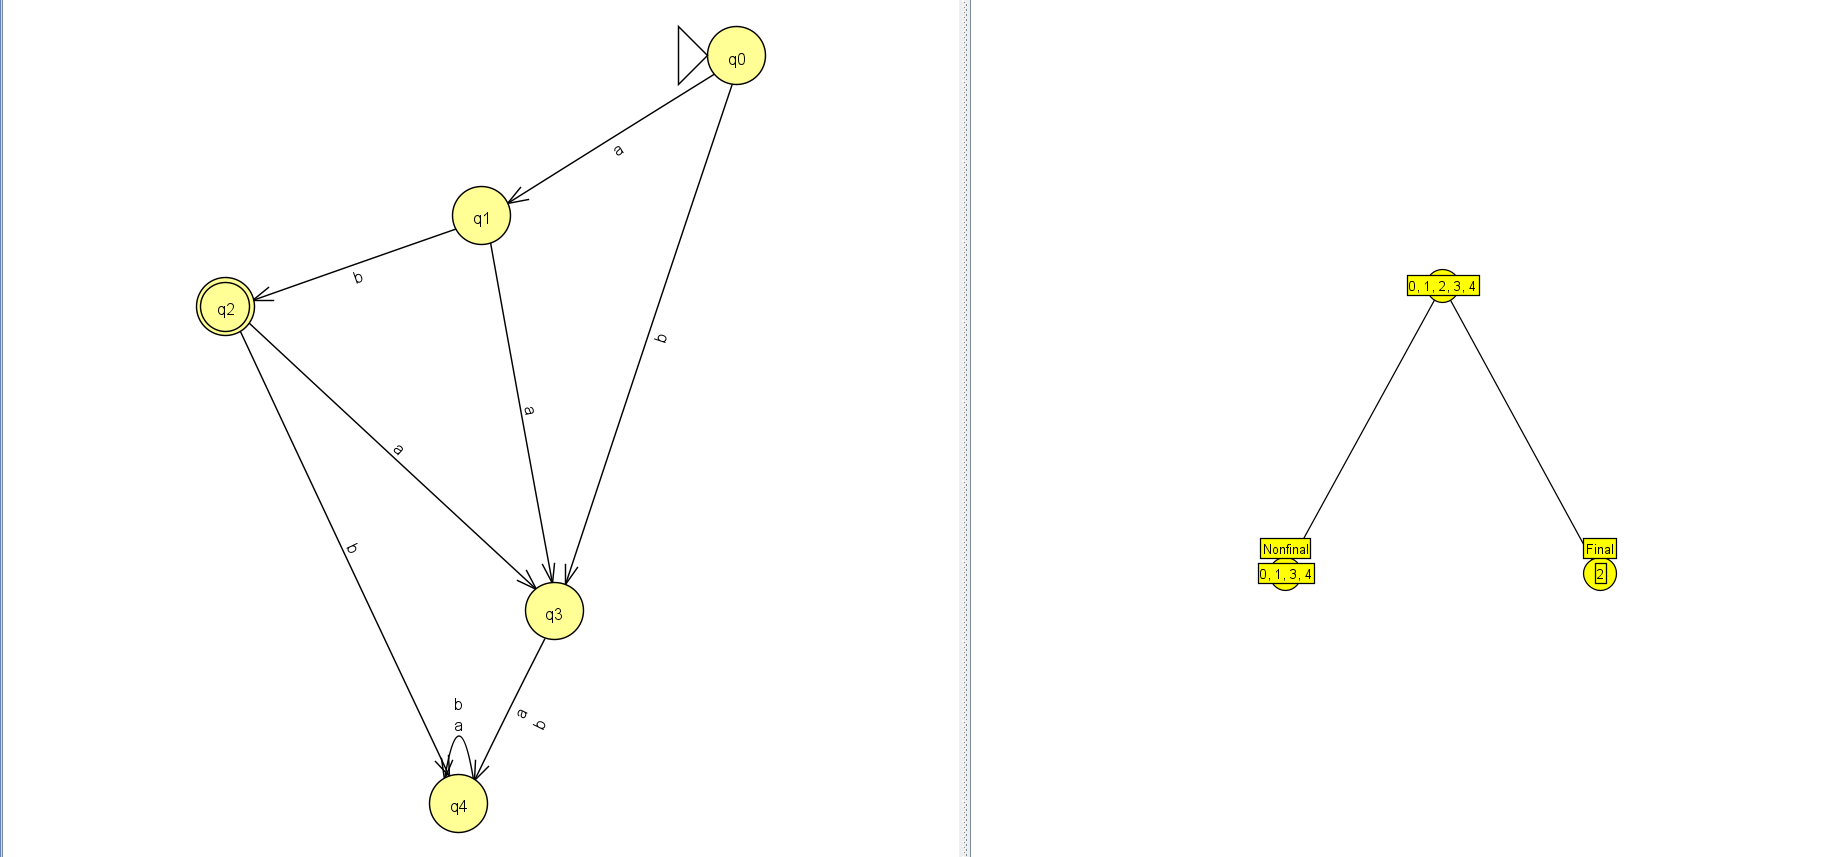 q0
a
q1
b
q2
b
a
a
b
q3
b
a
a
b
q4
0, 1, 2, 3, 4
Nonfinal
0, 1, 3, 4
Final
2